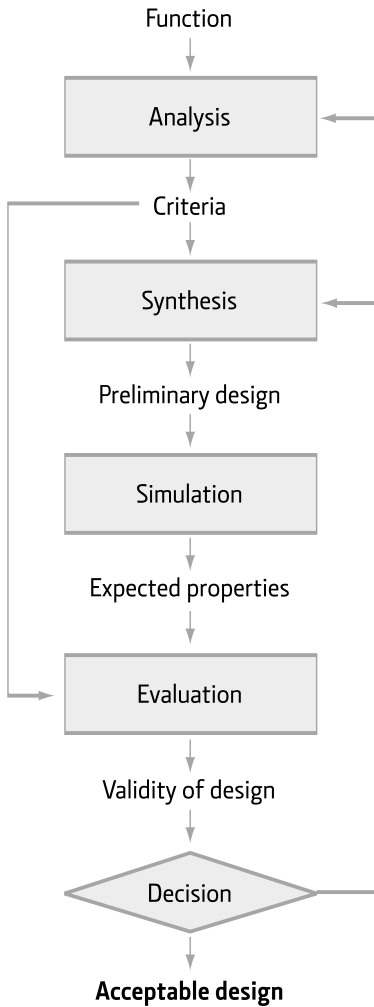 Function
Analysis
Criteria
Synthesis
Preliminary design
Simulation
Expected properties
Evaluation
Validity of design
Decision
Acceptable design